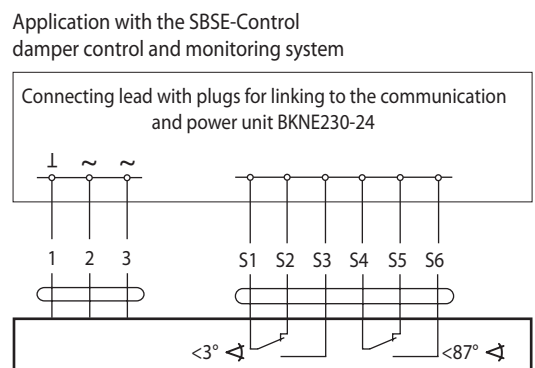 Application with the SBSE-Control
damper control and monitoring system
Connecting lead with plugs for linking to the communication
and power unit BKNE230-24
⊥ ~ ~
1 2 3 S1 S2 S3 S4 S5 S6
<3° <87°